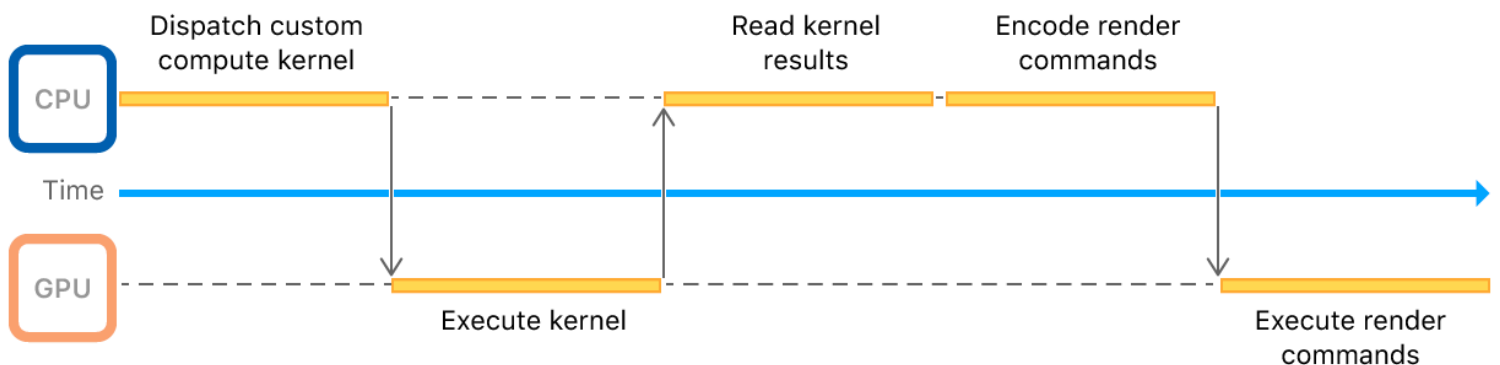 Dispatch custom
compute kernel
Read kernel
results
Encode render
commands
CPU
Time
GPU
Execute kernel
Execute render
commands